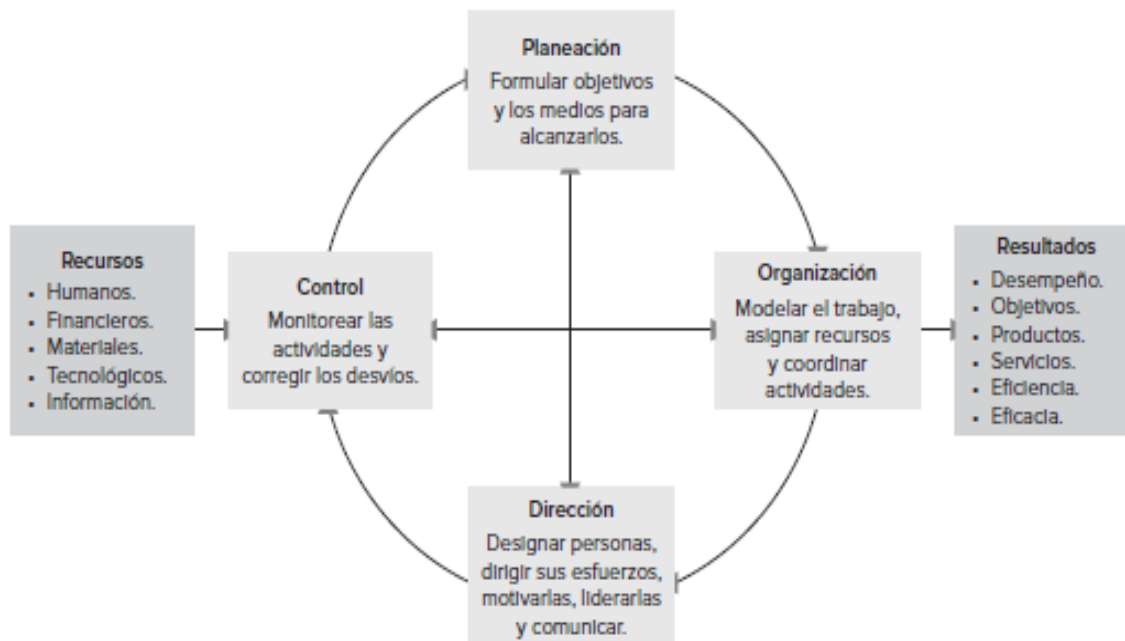 Planeación
Formular objetivos
y los medios para
alcanzarlos.
Recursos
• Humanos.
• Financieros.
• Materiales.
• Tecnológicos.
• Información.
Control
Monitorear las
actividades y
corregir los desvíos.
Organización
Modelar el trabajo,
asignar recursos
y coordinar
actividades.
Resultados
• Desempeño.
• Objetivos.
• Productos.
• Servicios.
• Eficiencia.
• Eficacia.
Dirección
Designar personas,
dirigir sus esfuerzos,
motivarlas, liderarlas
y comunicar.